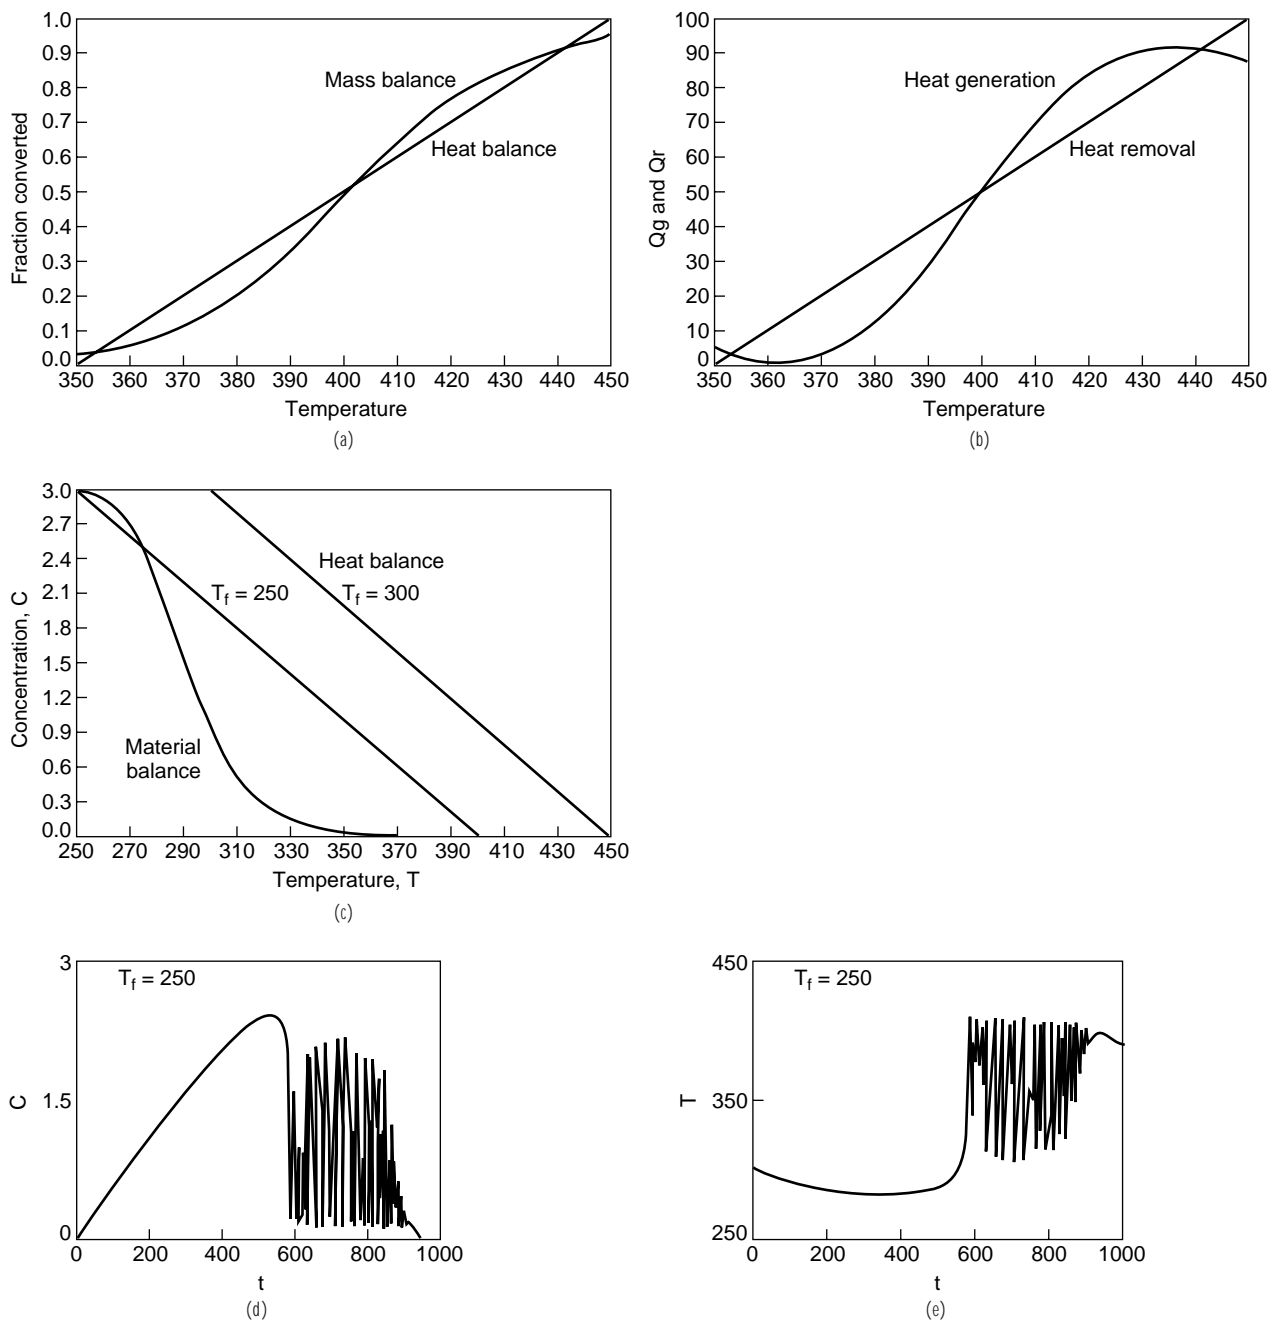 1.0
0.9
0.8
0.7
0.6
0.5
0.4
0.3
0.2
0.1
0.0
Fraction converted
Mass balance
Heat balance
350 360 370 380 390 400 410 420 430 440 450
Temperature
(a)
100
90
80
70
60
50
40
30
20
10
0
Qg and Qr
Heat generation
Heat removal
350 360 370 380 390 400 410 420 430 440 450
Temperature
(b)
3.0
2.7
2.4
2.1
1.8
1.5
1.2
0.9
0.6
0.3
0.0
Concentration, C
Heat balance
Tf = 250
Tf = 300
Material
balance
250 270 290 310 330 350 370 390 410 430 450
Temperature, T
(c)
3
1.5
0
C
Tf = 250
0 200 400 600 800 1000
t
(d)
450
350
250
T
Tf = 250
0 200 400 600 800 1000
t
(e)